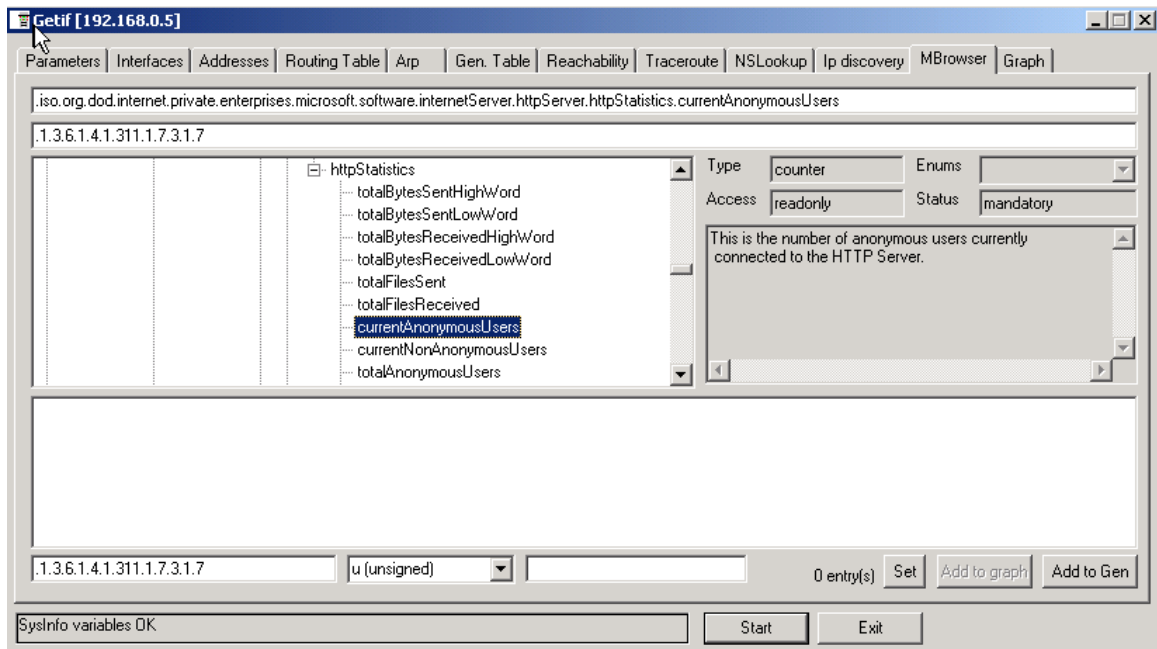 Getif [192.168.0.5]
Parameters Interfaces Addresses Routing Table Arp Gen. Table Reachability Traceroute NSLookup Ip discovery MBrowser Graph
.iso.org.dod.internet.private.enterprises.microsoft.software.internetServer.httpServer.httpStatistics.currentAnonymousUsers
.1.3.6.1.4.1.311.1.7.3.1.7
httpStatistics
totalBytesSentHighWord
totalBytesSentLowWord
totalBytesReceivedHighWord
totalBytesReceivedLowWord
totalFilesSent
totalFilesReceived
currentAnonymousUsers
currentNonAnonymousUsers
totalAnonymousUsers
Type counter Enums
Access readonly Status mandatory
This is the number of anonymous users currently
connected to the HTTP Server.
.1.3.6.1.4.1.311.1.7.3.1.7 u (unsigned) 0 entry(s) Set Add to graph Add to Gen
SysInfo variables OK Start Exit